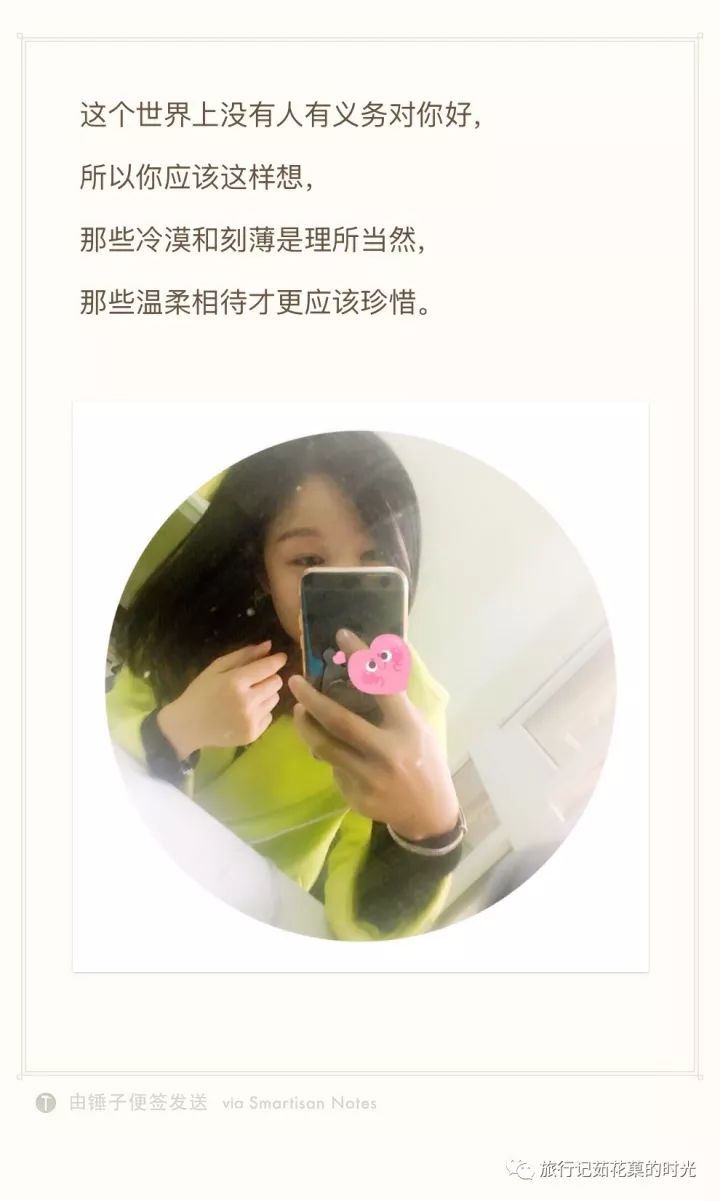 这个世界上没有人有义务对你好，
所以你应该这样想，
那些冷漠和刻薄是理所当然，
那些温柔相待才更应该珍惜。
T 由锤子便签发送 via Smartisan Notes
旅行记茹花菓的时光